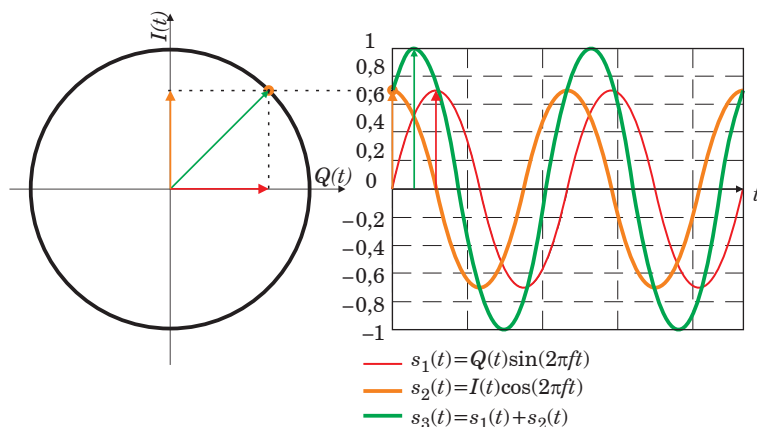 I(t)
Q(t)
1
0,8
0,6
0,4
0,2
0
−0,2
−0,4
−0,6
−0,8
−1
t
s₁(t)=Q(t)sin(2πft)
s₂(t)=I(t)cos(2πft)
s₃(t)=s₁(t)+s₂(t)